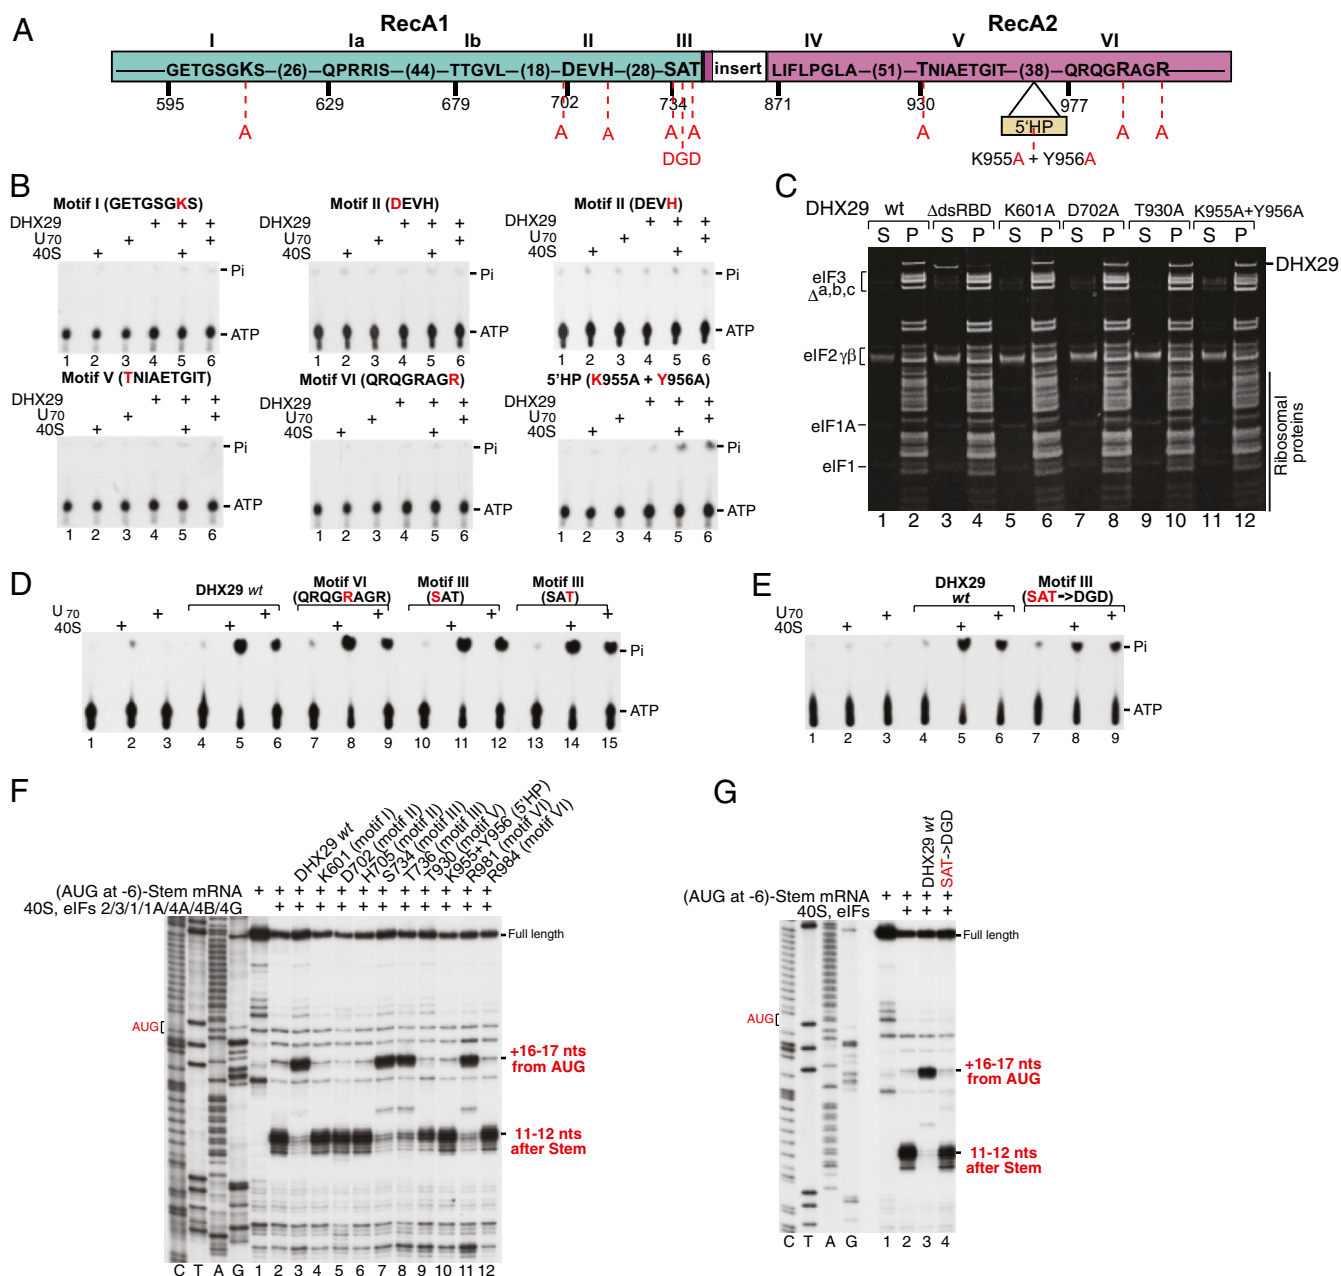 A
RecA1
RecA2
I Ia Ib II III IV V VI
GETGSGKS–(26)–QPRRIS–(44)–TTGVL–(18)–DEVH–(28)–SAT insert LIFLPGLA–(51)–TNIAETGIT–(38)–QRQGRAGR
595 629 679 702 734 871 930 977
A A A A A A A A
DGD
5'HP
K955A + Y956A
B
Motif I (GETGSGKS)
DHX29 + + +
U70 + +
40S + +
Pi
ATP
1 2 3 4 5 6
Motif II (DEVH)
DHX29 + + +
U70 + +
40S + +
Pi
ATP
1 2 3 4 5 6
Motif II (DEVH)
DHX29 + + +
U70 + +
40S + +
Pi
ATP
1 2 3 4 5 6
Motif V (TNIAETGIT)
DHX29 + + +
U70 + +
40S + +
Pi
ATP
1 2 3 4 5 6
Motif VI (QRQGRAGR)
DHX29 + + +
U70 + +
40S + +
Pi
ATP
1 2 3 4 5 6
5'HP (K955A + Y956A)
DHX29 + + +
U70 + +
40S + +
Pi
ATP
1 2 3 4 5 6
C
DHX29 wt ΔdsRBD K601A D702A T930A K955A+Y956A
S P S P S P S P S P S P
DHX29
eIF3
Δa,b,c
eIF2 γβ
eIF1A
eIF1
Ribosomal
proteins
1 2 3 4 5 6 7 8 9 10 11 12
D
DHX29 wt
Motif VI
(QRQGRAGR)
Motif III
(SAT)
Motif III
(SAT)
U70 + + + + +
40S + + + + +
Pi
ATP
1 2 3 4 5 6 7 8 9 10 11 12 13 14 15
E
DHX29
wt
Motif III
(SAT->DGD)
U70 + + +
40S + + +
Pi
ATP
1 2 3 4 5 6 7 8 9
F
DHX29 wt
K601 (motif I)
D702 (motif II)
H705 (motif II)
S734 (motif III)
T736 (motif III)
T930 (motif V)
K955+Y956 (5'HP)
R981 (motif VI)
R984 (motif VI)
(AUG at -6)-Stem mRNA + + + + + + + + + + + +
40S, eIFs 2/3/1/1A/4A/4B/4G + + + + + + + + + + +
Full length
AUG
+16-17 nts
from AUG
11-12 nts
after Stem
C T A G 1 2 3 4 5 6 7 8 9 10 11 12
G
DHX29 wt
SAT->DGD
(AUG at -6)-Stem mRNA + + + +
40S, eIFs + + +
Full length
AUG
+16-17 nts
from AUG
11-12 nts
after Stem
C T A G 1 2 3 4